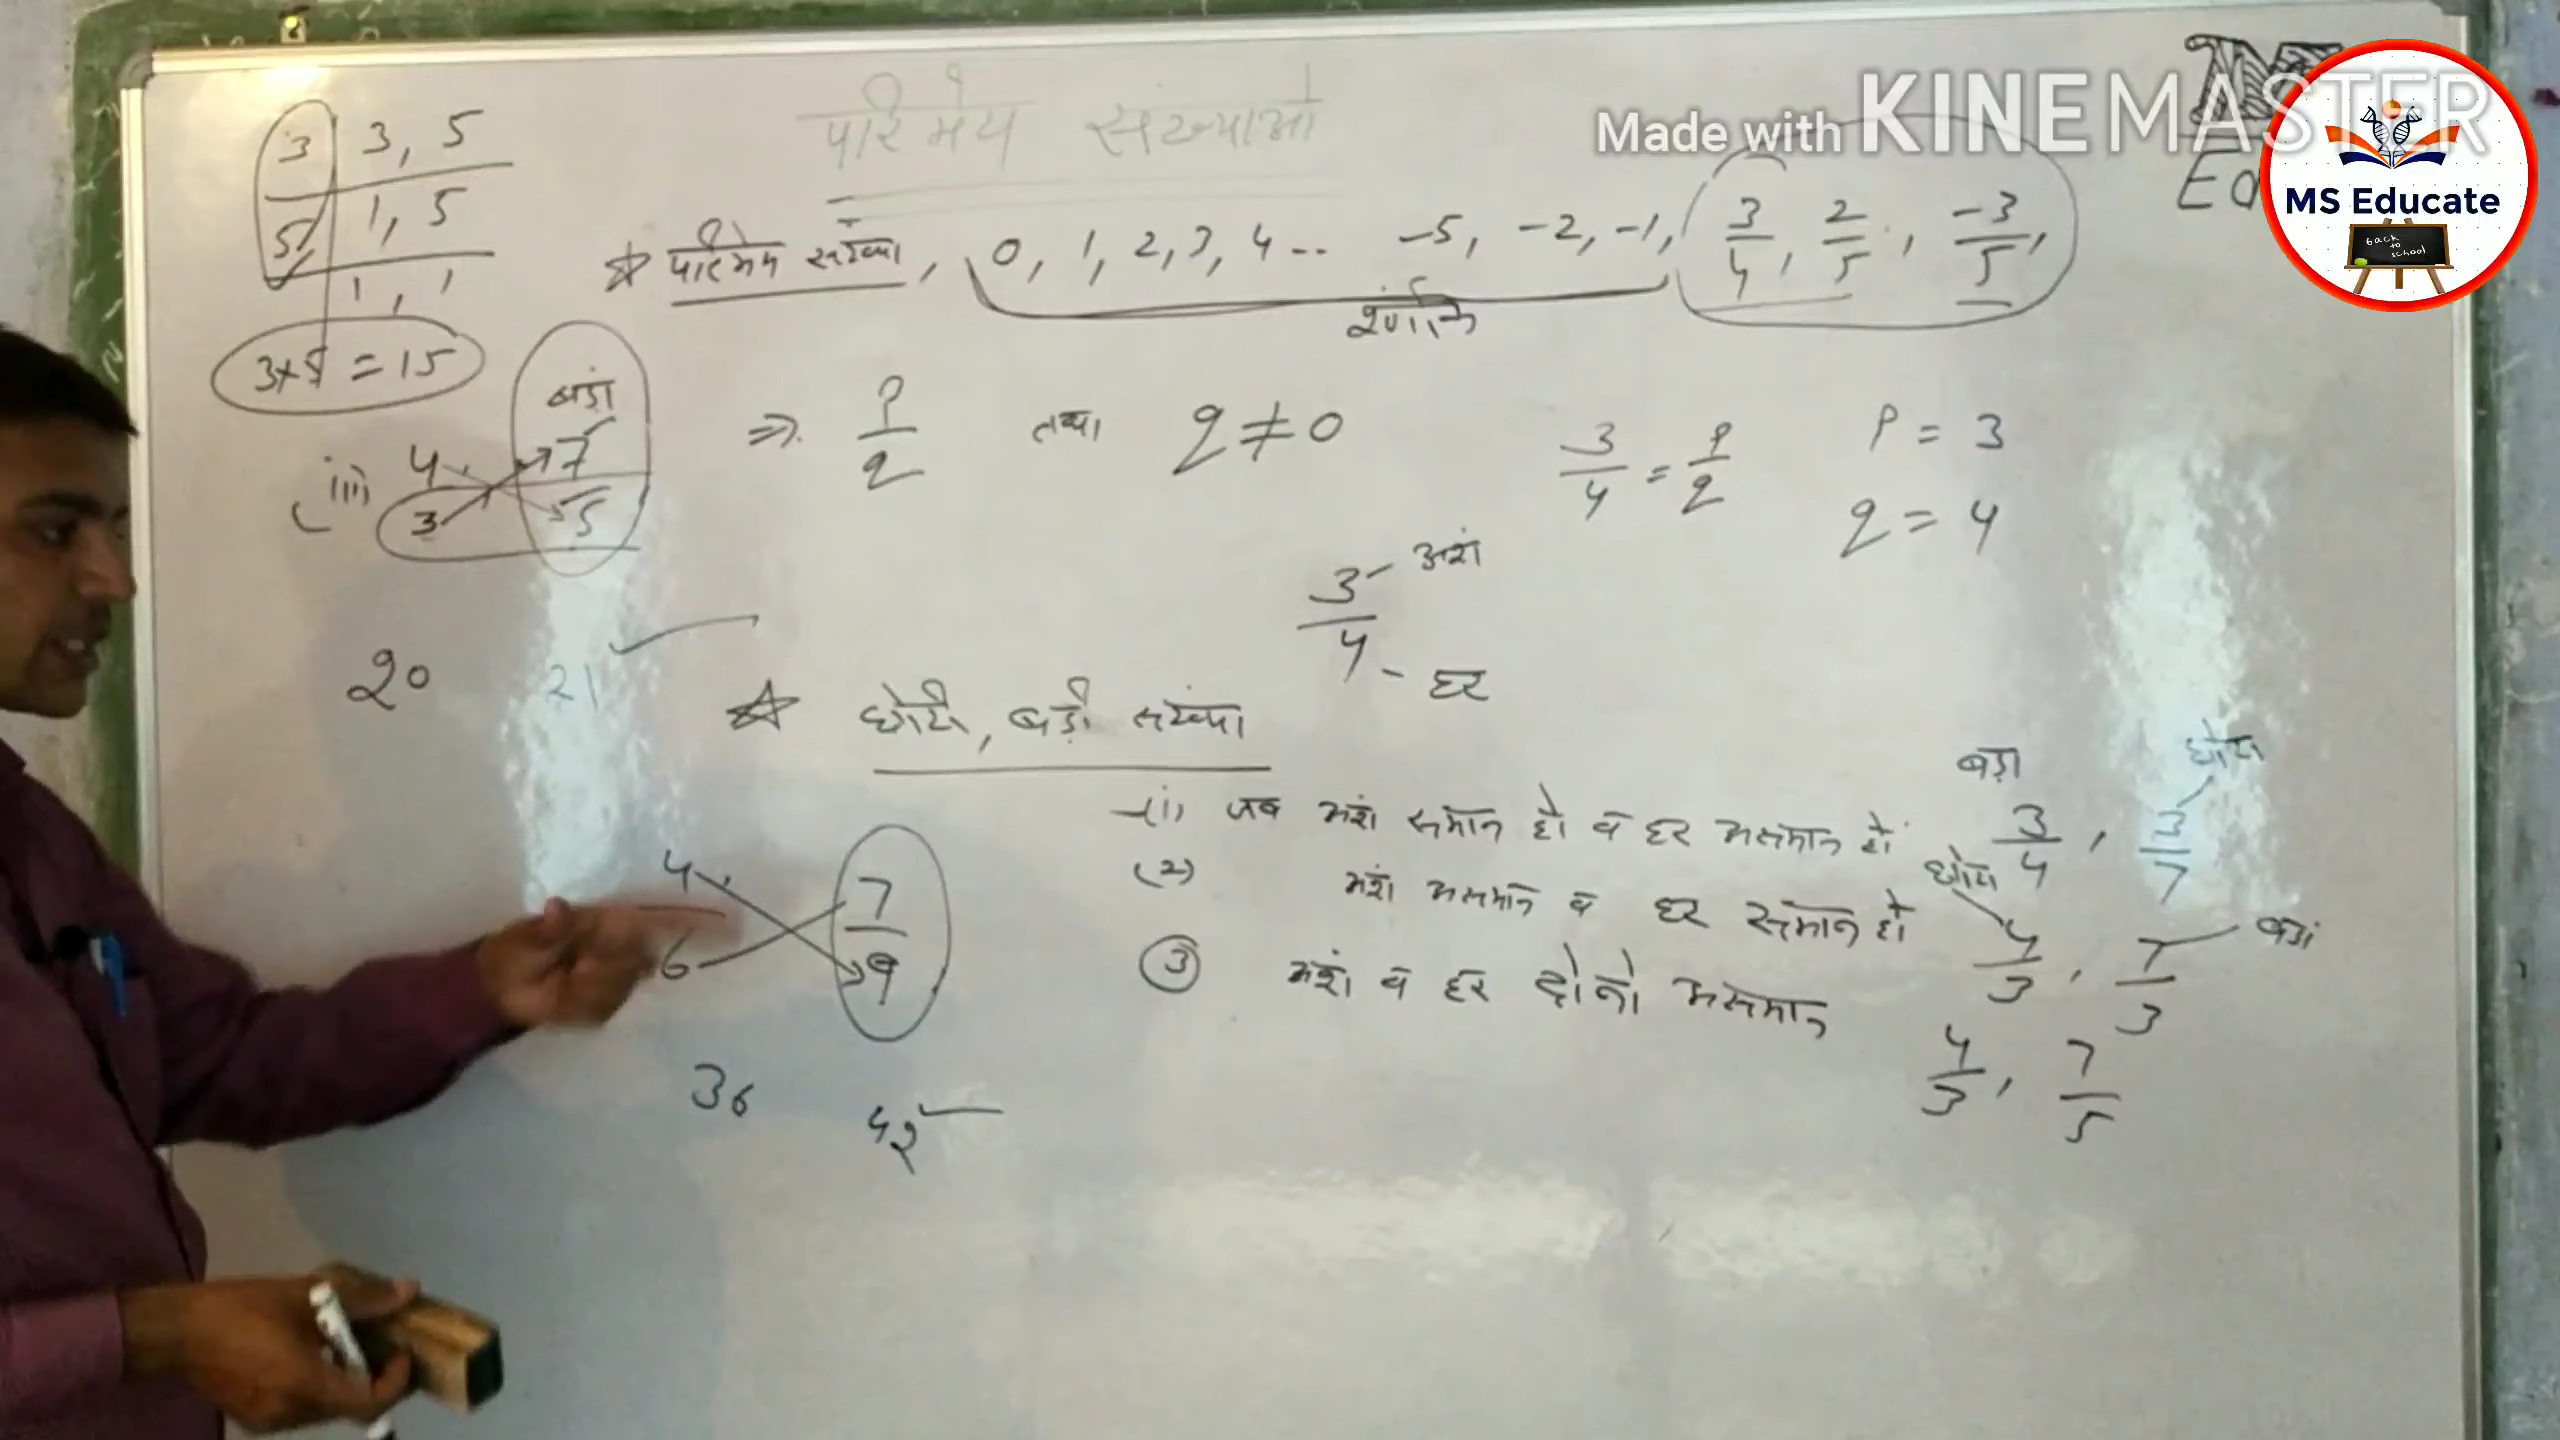 Made with KINEMASTER
MS Educate
back to school
परिमेय संख्याओ
3 | 3, 5
5 | 1, 5
1, 1
3×5 = 15
☆ परिमेय संख्या, 0, 1, 2, 3, 4 -- -5, -2, -1, 3/4, 2/5, -3/5,
⇒ p/q तथा q ≠ 0
3/4 = p/q
p = 3
q = 4
बड़ा
(iii) 4/3 7/5
20 21
3/4 - अंश
- हर
☆ छोटी, बड़ी संख्या
(i) जब अंश समान हो व हर असमान हो
बड़ा 3/4, 3/7 छोटा
(2) अंश असमान व हर समान हो
छोटा 4/3, 7/3 बड़ा
③ अंश व हर दोनो असमान
4/3, 7/5
4/6 7/9
36 42